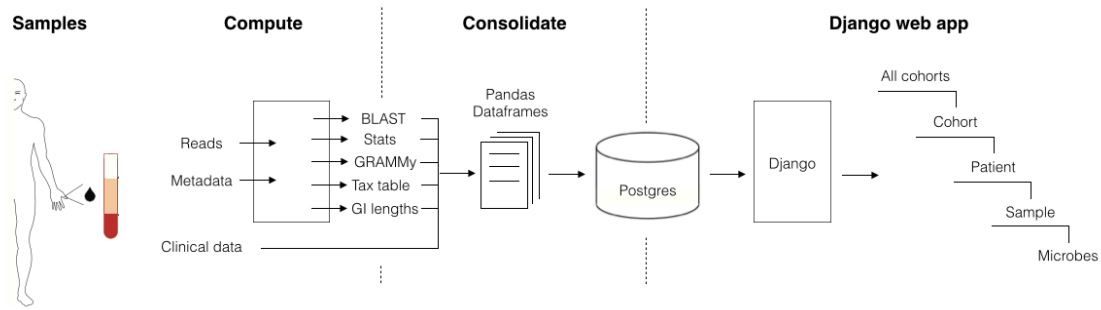 Samples
Compute
Consolidate
Django web app
Reads
Metadata
Clinical data
BLAST
Stats
GRAMMy
Tax table
GI lengths
Pandas
Dataframes
Postgres
Django
All cohorts
Cohort
Patient
Sample
Microbes